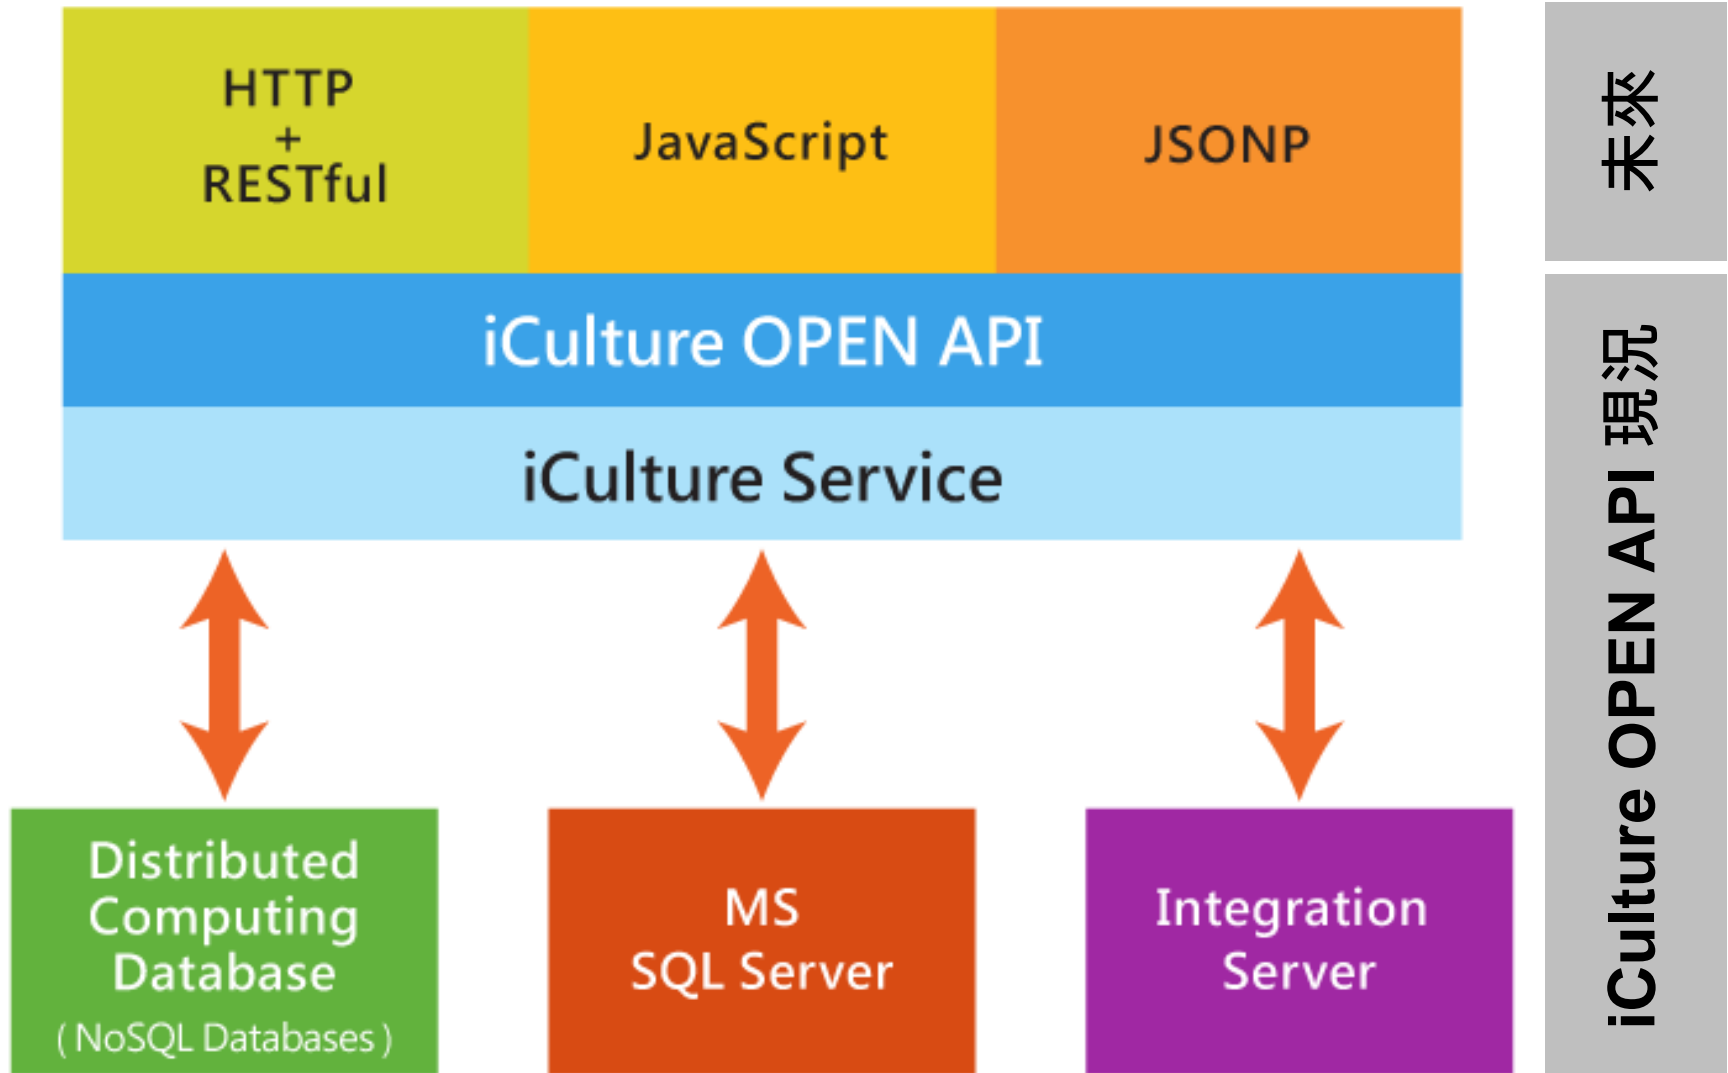 HTTP
+
RESTful
JavaScript
JSONP
未來
iCulture OPEN API
iCulture Service
iCulture OPEN API 現況
Distributed
Computing
Database
( NoSQL Databases )
MS
SQL Server
Integration
Server